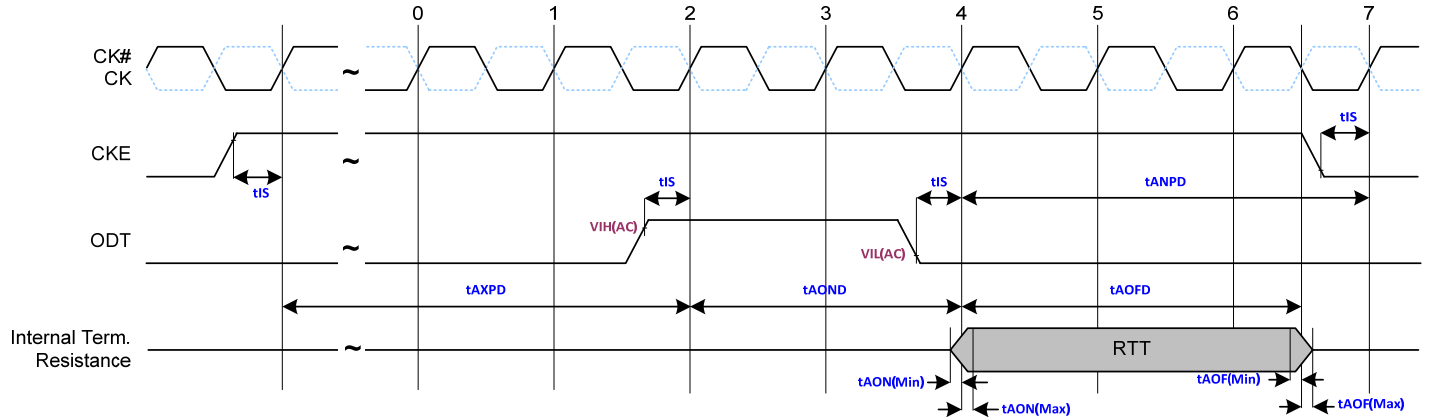 0 1 2 3 4 5 6 7
CK#
CK
~
tIS
CKE
~
tIS
tIS
tIS
tANPD
VIH(AC)
ODT
~
VIL(AC)
tAXPD
tAOND
tAOFD
Internal Term.
Resistance
~
RTT
tAON(Min)
tAOF(Min)
tAON(Max)
tAOF(Max)